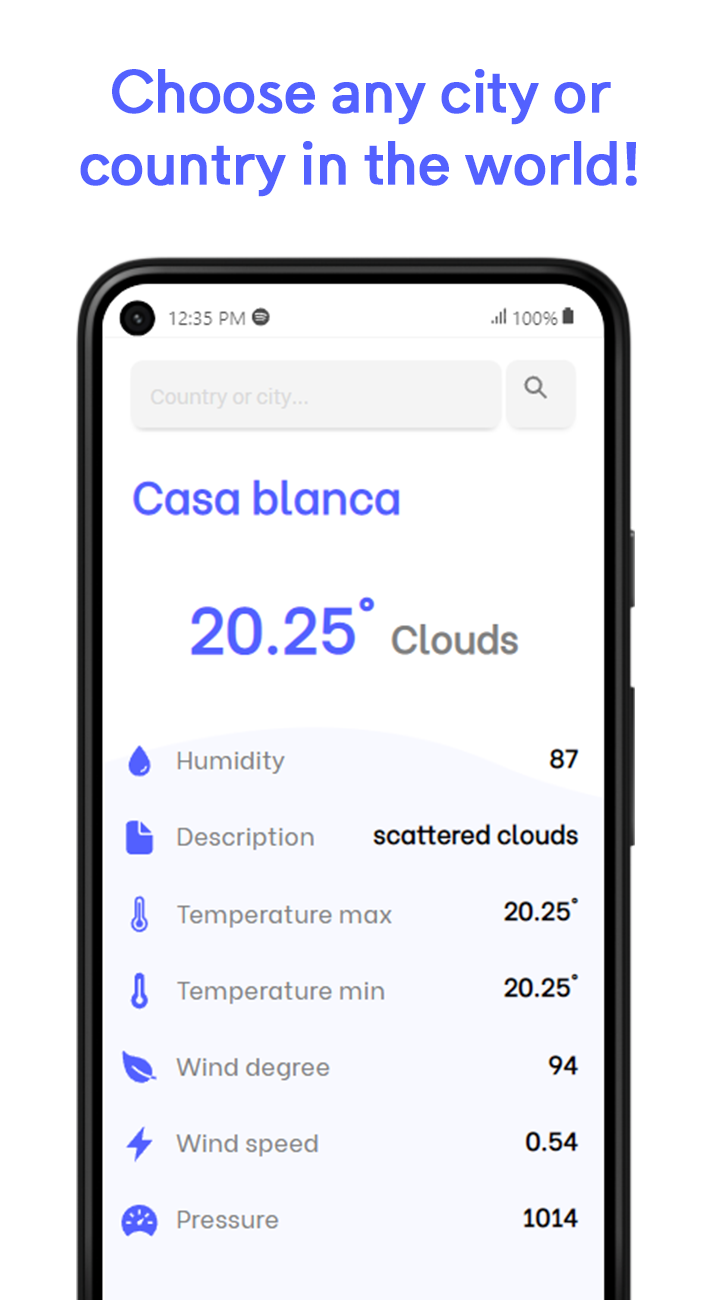 Choose any city or
country in the world!
12:35 PM 100%
Country or city...
Casa blanca
20.25° Clouds
Humidity 87
Description scattered clouds
Temperature max 20.25°
Temperature min 20.25°
Wind degree 94
Wind speed 0.54
Pressure 1014